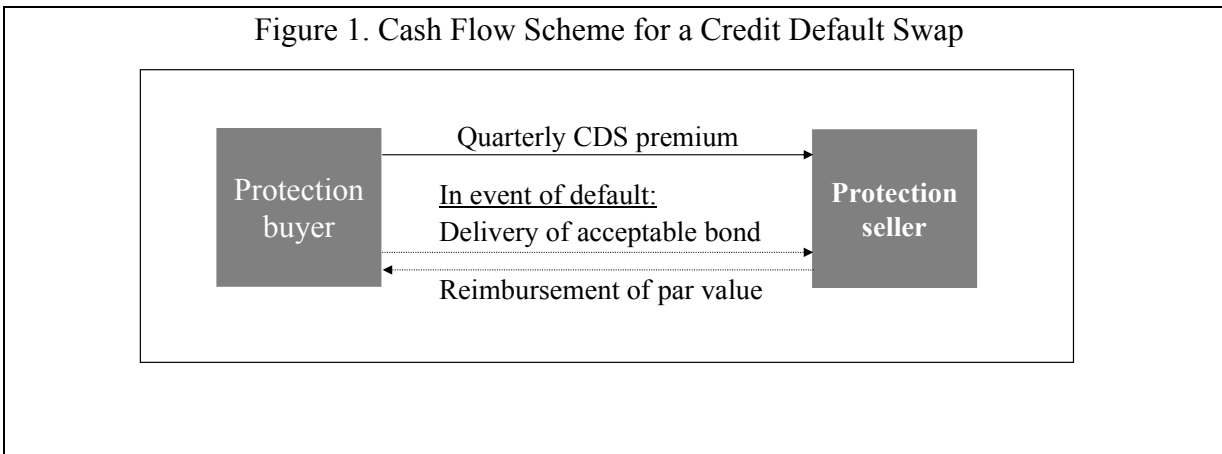 Figure 1. Cash Flow Scheme for a Credit Default Swap
Quarterly CDS premium
Protection
buyer
In event of default:
Delivery of acceptable bond
Reimbursement of par value
Protection
seller